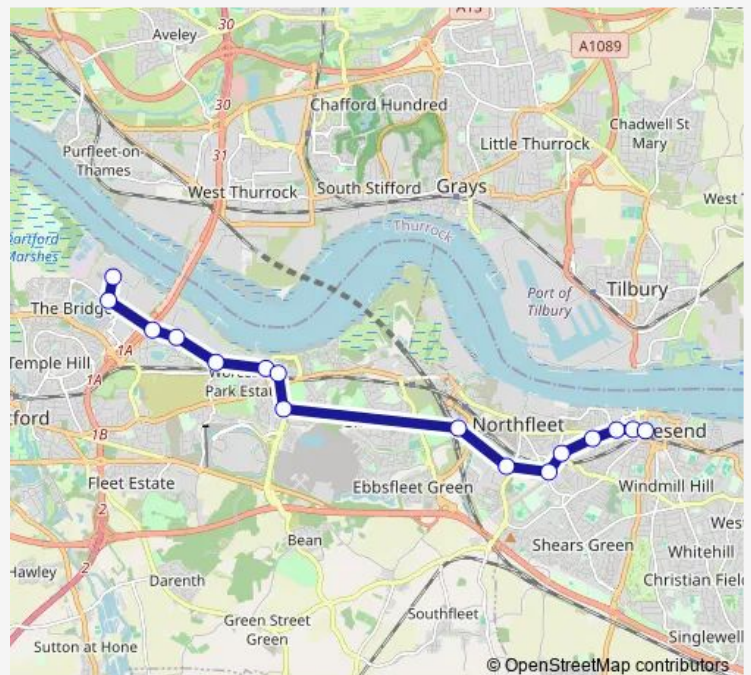 A13
30
Aveley
A1089
30
Chafford Hundred
Chadwell St
Mary
31
Little Thurrock
Purfleet-on-
Thames
West Thurrock
South Stifford
Grays
West
Thurrock
Dartford
Marshes
Port of
Tilbury
Tilbury
The Bridge
1A
Temple Hill
1A
Park Esta
tford
1B
Northfleet
esend
Fleet Estate
Ebbsfleet Green
Windmill Hill
2
Bean
Shears Green
West
Whitehill
Hawley
2
Darenth
Christian Field
Southfleet
Green Street
Green
Singlewell
Sutton at Hone
© OpenStreetMap contributors